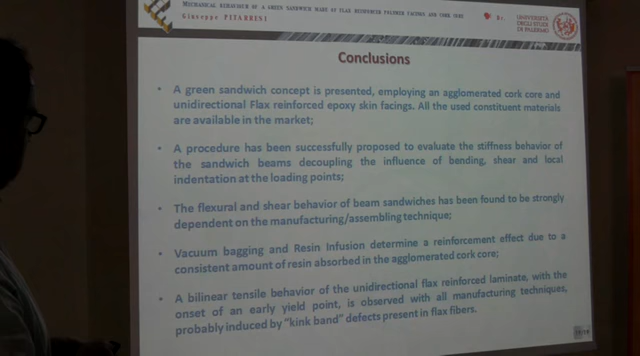 MECHANICAL BEHAVIOUR OF A GREEN SANDWICH MADE OF FLAX REINFORCED POLYMER FACINGS AND CORK CORE
Giuseppe PITARRESI
UNIVERSITÀ
DEGLI STUDI
DI PALERMO
Conclusions
• A green sandwich concept is presented, employing an agglomerated cork core and
unidirectional Flax reinforced epoxy skin facings. All the used constituent materials
are available in the market;
• A procedure has been successfully proposed to evaluate the stiffness behavior of
the sandwich beams decoupling the influence of bending, shear and local
indentation at the loading points;
• The flexural and shear behavior of beam sandwiches has been found to be strongly
dependent on the manufacturing/assembling technique;
• Vacuum bagging and Resin Infusion determine a reinforcement effect due to a
consistent amount of resin absorbed in the agglomerated cork core;
• A bilinear tensile behavior of the unidirectional flax reinforced laminate, with the
onset of an early yield point, is observed with all manufacturing techniques,
probably induced by "kink band" defects present in flax fibers.